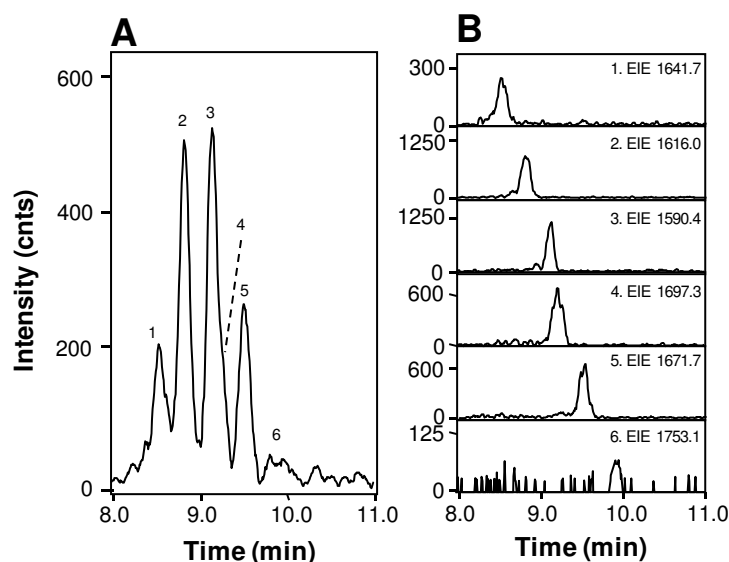 A
600
400
200
0
Intensity (cnts)
1
2
3
4
5
6
8.0 9.0 10.0 11.0
Time (min)
B
300
0
1. EIE 1641.7
1250
0
2. EIE 1616.0
1250
0
3. EIE 1590.4
600
0
4. EIE 1697.3
600
0
5. EIE 1671.7
125
0
6. EIE 1753.1
8.0 9.0 10.0 11.0
Time (min)